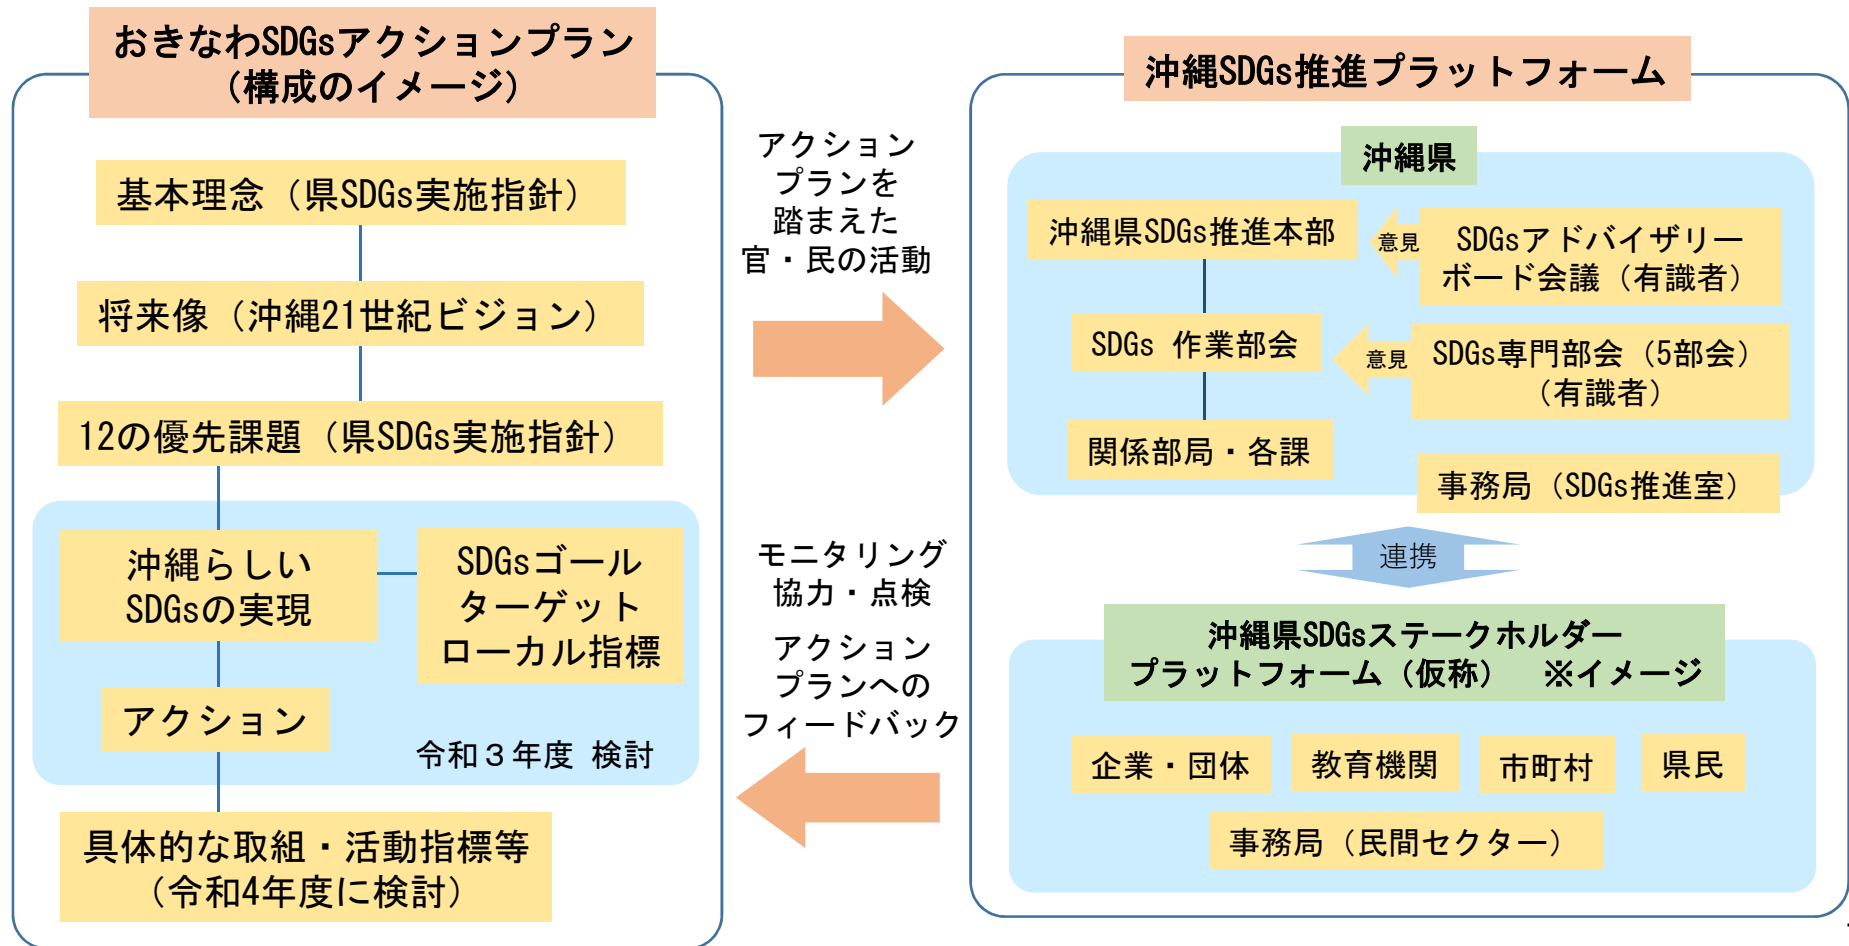 おきなわSDGsアクションプラン
（構成のイメージ）
基本理念（県SDGs実施指針）
将来像（沖縄21世紀ビジョン）
12の優先課題（県SDGs実施指針）
沖縄らしい
SDGsの実現
SDGsゴール
ターゲット
ローカル指標
アクション
令和３年度 検討
具体的な取組・活動指標等
（令和4年度に検討）
アクション
プランを
踏まえた
官・民の活動
モニタリング
協力・点検
アクション
プランへの
フィードバック
沖縄SDGs推進プラットフォーム
沖縄県
沖縄県SDGs推進本部
意見
SDGsアドバイザリー
ボード会議（有識者）
SDGs 作業部会
意見
SDGs専門部会（5部会）
（有識者）
関係部局・各課
事務局（SDGs推進室）
連携
沖縄県SDGsステークホルダー
プラットフォーム（仮称）　※イメージ
企業・団体
教育機関
市町村
県民
事務局（民間セクター）